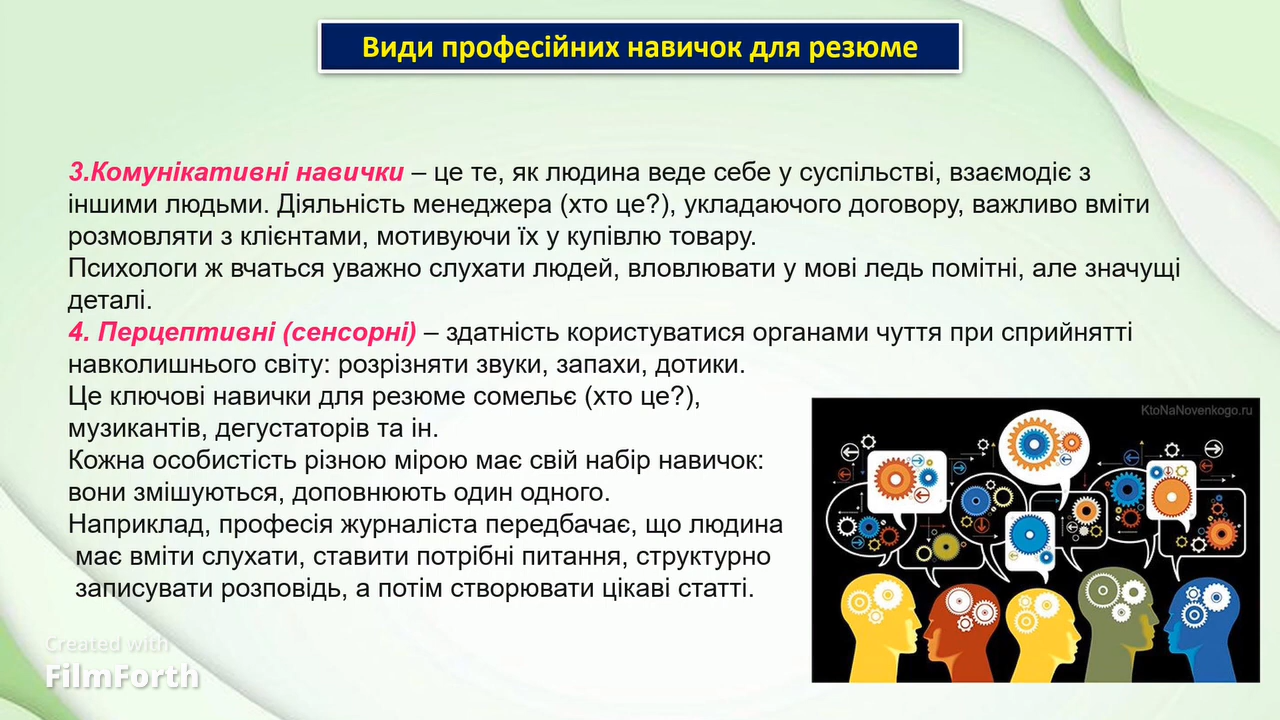 Види професійних навичок для резюме
3.Комунікативні навички – це те, як людина веде себе у суспільстві, взаємодіє з
іншими людьми. Діяльність менеджера (хто це?), укладаючого договору, важливо вміти
розмовляти з клієнтами, мотивуючи їх у купівлю товару.
Психологи ж вчаться уважно слухати людей, вловлювати у мові ледь помітні, але значущі
деталі.
4. Перцептивні (сенсорні) – здатність користуватися органами чуття при сприйнятті
навколишнього світу: розрізняти звуки, запахи, дотики.
Це ключові навички для резюме сомельє (хто це?),
музикантів, дегустаторів та ін.
Кожна особистість різною мірою має свій набір навичок:
вони змішуються, доповнюють один одного.
Наприклад, професія журналіста передбачає, що людина
має вміти слухати, ставити потрібні питання, структурно
записувати розповідь, а потім створювати цікаві статті.
KtoNaNovenkogo.ru
Created with
FilmForth